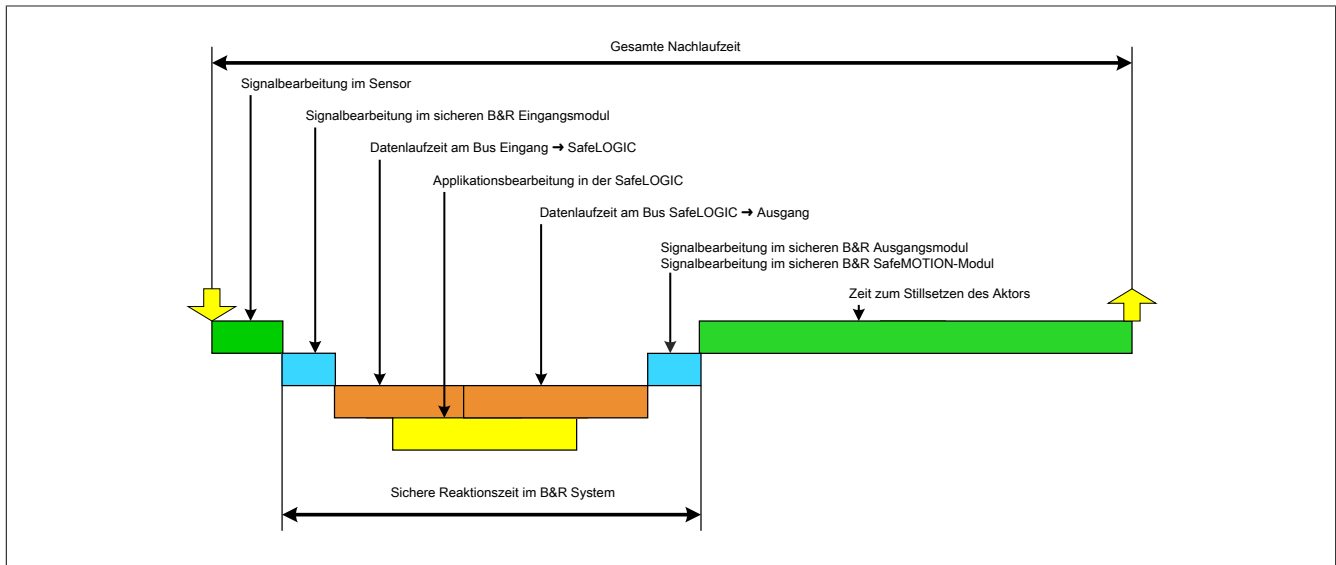 Gesamte Nachlaufzeit
Signalbearbeitung im Sensor
Signalbearbeitung im sicheren B&R Eingangsmodul
Datenlaufzeit am Bus Eingang ➜ SafeLOGIC
Applikationsbearbeitung in der SafeLOGIC
Datenlaufzeit am Bus SafeLOGIC ➜ Ausgang
Signalbearbeitung im sicheren B&R Ausgangsmodul
Signalbearbeitung im sicheren B&R SafeMOTION-Modul
Zeit zum Stillsetzen des Aktors
Sichere Reaktionszeit im B&R System